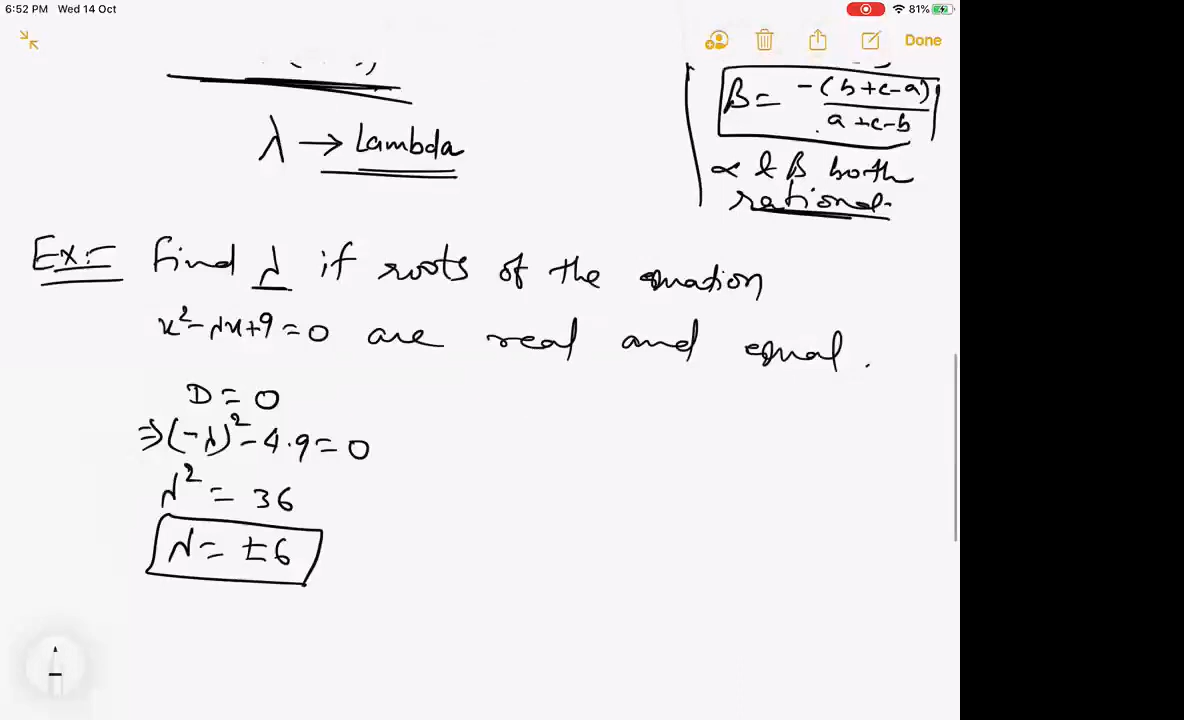 6:52 PM Wed 14 Oct
81%
Done
β = -(b+c-a)/(a+c-b)
α & β both
rational.
λ → Lambda
Ex:- Find λ if roots of the equation
x²-λx+9=0 are real and equal.
D = 0
⇒ (-λ)² - 4·9 = 0
λ² = 36
λ = ±6